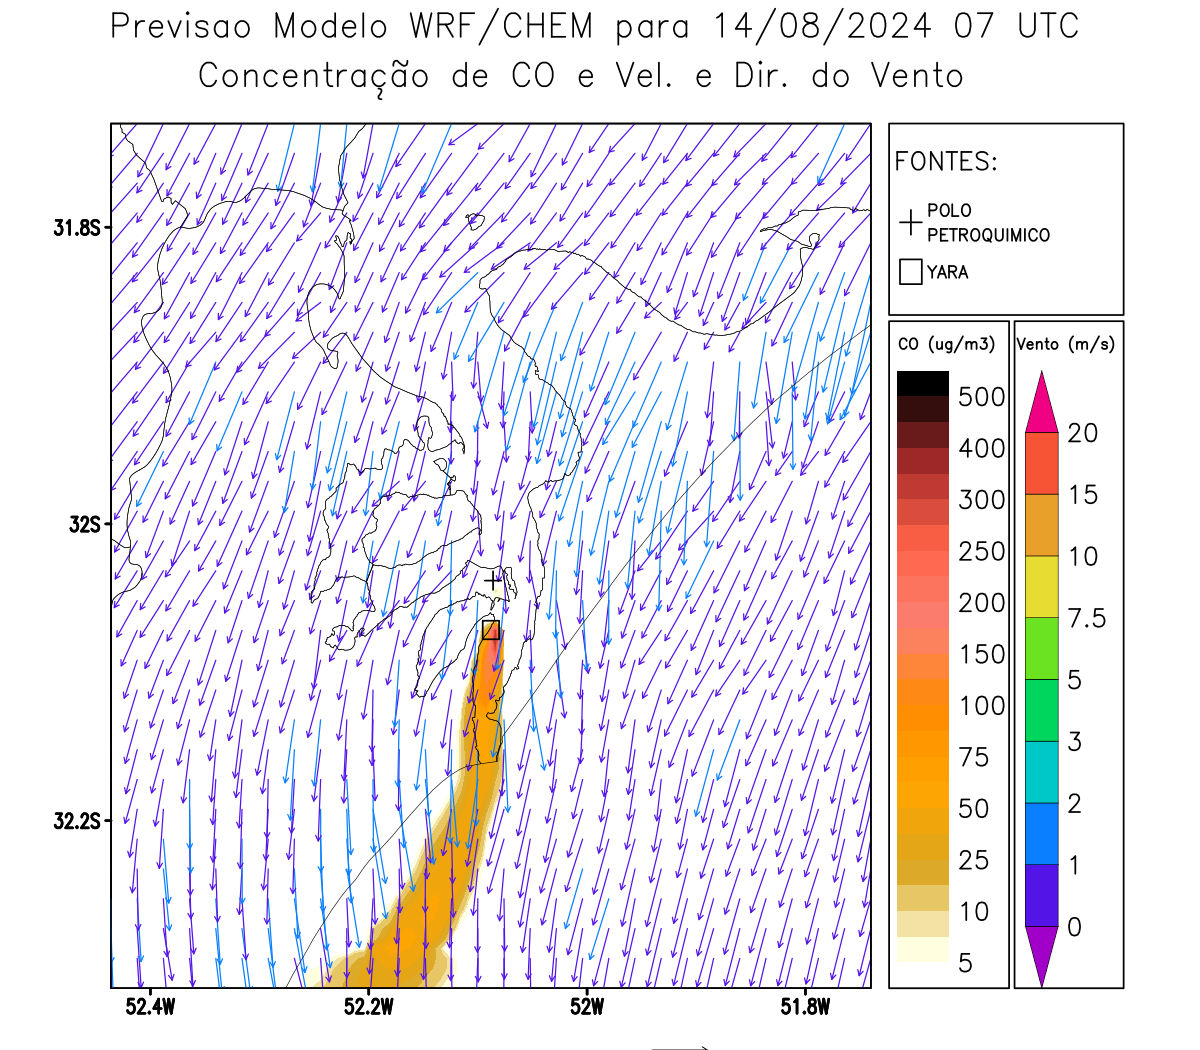 Previsao Modelo WRF/CHEM para 14/08/2024 07 UTC
Concentração de CO e Vel. e Dir. do Vento
FONTES:
POLO
PETROQUIMICO
YARA
CO (ug/m3)
500
400
300
250
200
150
100
75
50
25
10
5
Vento (m/s)
20
15
10
7.5
5
3
2
1
0
31.8S
32S
32.2S
52.4W
52.2W
52W
51.8W